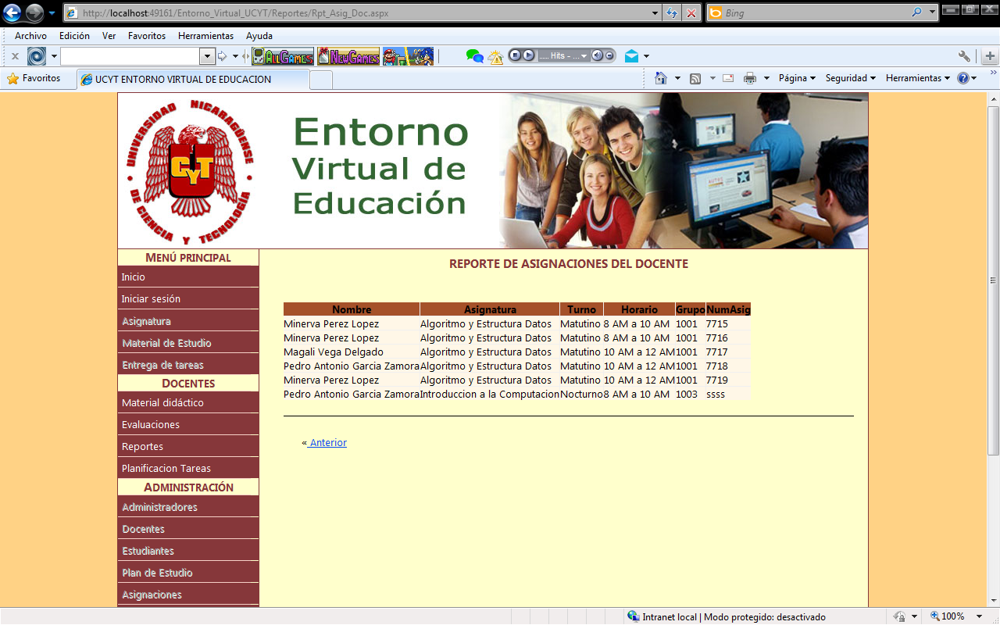 http://localhost:49161/Entorno_Virtual_UCYT/Reportes/Rpt_Asig_Doc.aspx
Bing
Archivo Edición Ver Favoritos Herramientas Ayuda
ALLGAMES NEWGAMES
...... Hits - ...
Favoritos
UCYT ENTORNO VIRTUAL DE EDUCACION
Página Seguridad Herramientas
UNIVERSIDAD NICARAGÜENSE
CYT
DE CIENCIA Y TECNOLOGÍA
Entorno
Virtual de
Educación
MENÚ PRINCIPAL
Inicio
Iniciar sesión
Asignatura
Material de Estudio
Entrega de tareas
DOCENTES
Material didáctico
Evaluaciones
Reportes
Planificacion Tareas
ADMINISTRACIÓN
Administradores
Docentes
Estudiantes
Plan de Estudio
Asignaciones
REPORTE DE ASIGNACIONES DEL DOCENTE
Nombre Asignatura Turno Horario Grupo NumAsig
Minerva Perez Lopez Algoritmo y Estructura Datos Matutino 8 AM a 10 AM 1001 7715
Minerva Perez Lopez Algoritmo y Estructura Datos Matutino 8 AM a 10 AM 1001 7716
Magali Vega Delgado Algoritmo y Estructura Datos Matutino 10 AM a 12 AM 1001 7717
Pedro Antonio Garcia Zamora Algoritmo y Estructura Datos Matutino 10 AM a 12 AM 1001 7718
Minerva Perez Lopez Algoritmo y Estructura Datos Matutino 10 AM a 12 AM 1001 7719
Pedro Antonio Garcia Zamora Introduccion a la Computacion Nocturno 8 AM a 10 AM 1003 ssss
« Anterior
Intranet local | Modo protegido: desactivado
100%